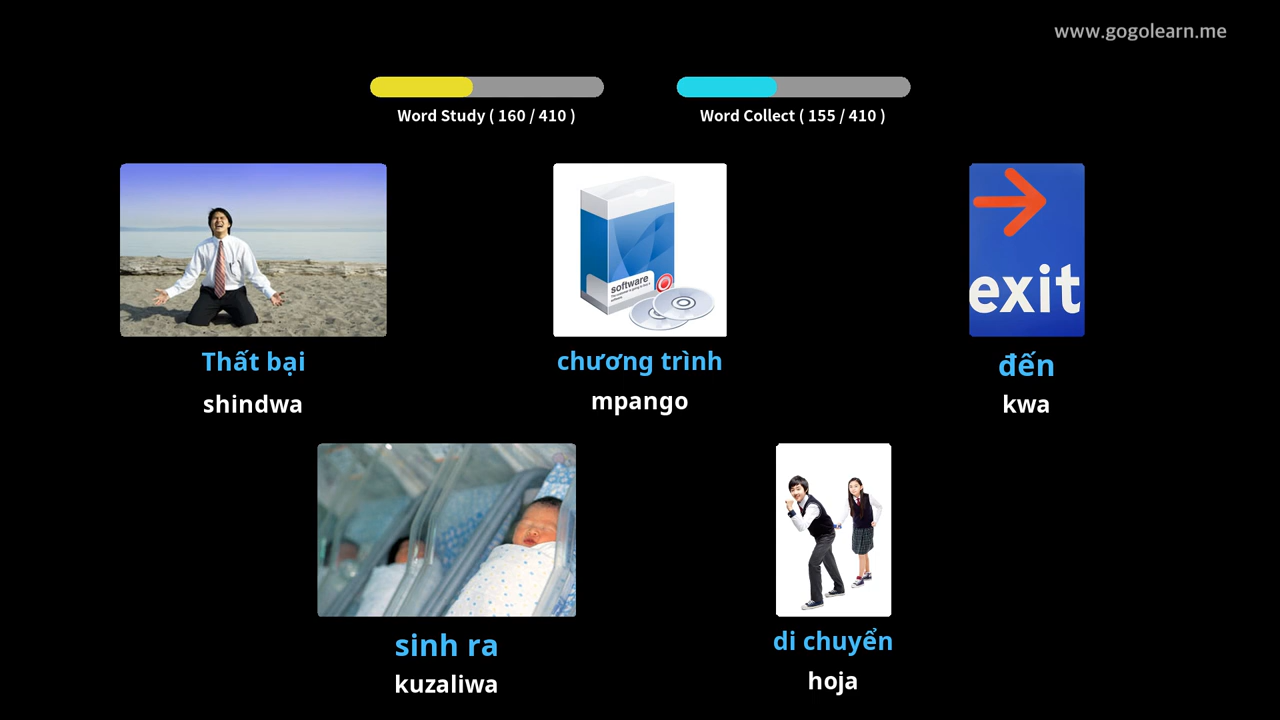 www.gogolearn.me
Word Study ( 160 / 410 )
Word Collect ( 155 / 410 )
software
exit
Thất bại
shindwa
chương trình
mpango
đến
kwa
sinh ra
kuzaliwa
di chuyển
hoja